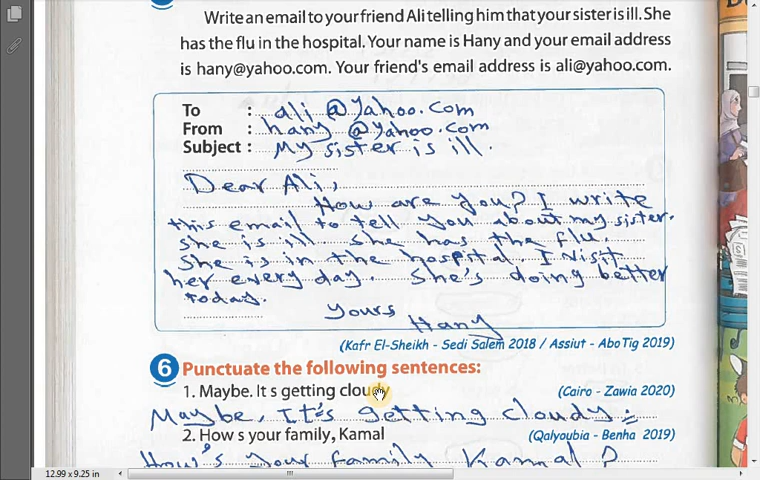 Write an email to your friend Ali telling him that your sister is ill. She
has the flu in the hospital. Your name is Hany and your email address
is hany@yahoo.com. Your friend's email address is ali@yahoo.com.
To : ali@yahoo.com
From : hany@yahoo.com
Subject : My sister is ill.
Dear Ali,
How are you? I write
this email to tell you about my sister.
She is ill. She has the flu.
She is in the hospital. I visit
her every day. She's doing better
today.
Yours
Hany
(Kafr El-Sheikh - Sedi Salem 2018 / Assiut - Abo Tig 2019)
6 Punctuate the following sentences:
1. Maybe. It s getting cloudy (Cairo - Zawia 2020)
Maybe, It's getting cloudy.
2. How s your family, Kamal (Qalyoubia - Benha 2019)
How's your family Kamal?
12.99 x 9.25 in